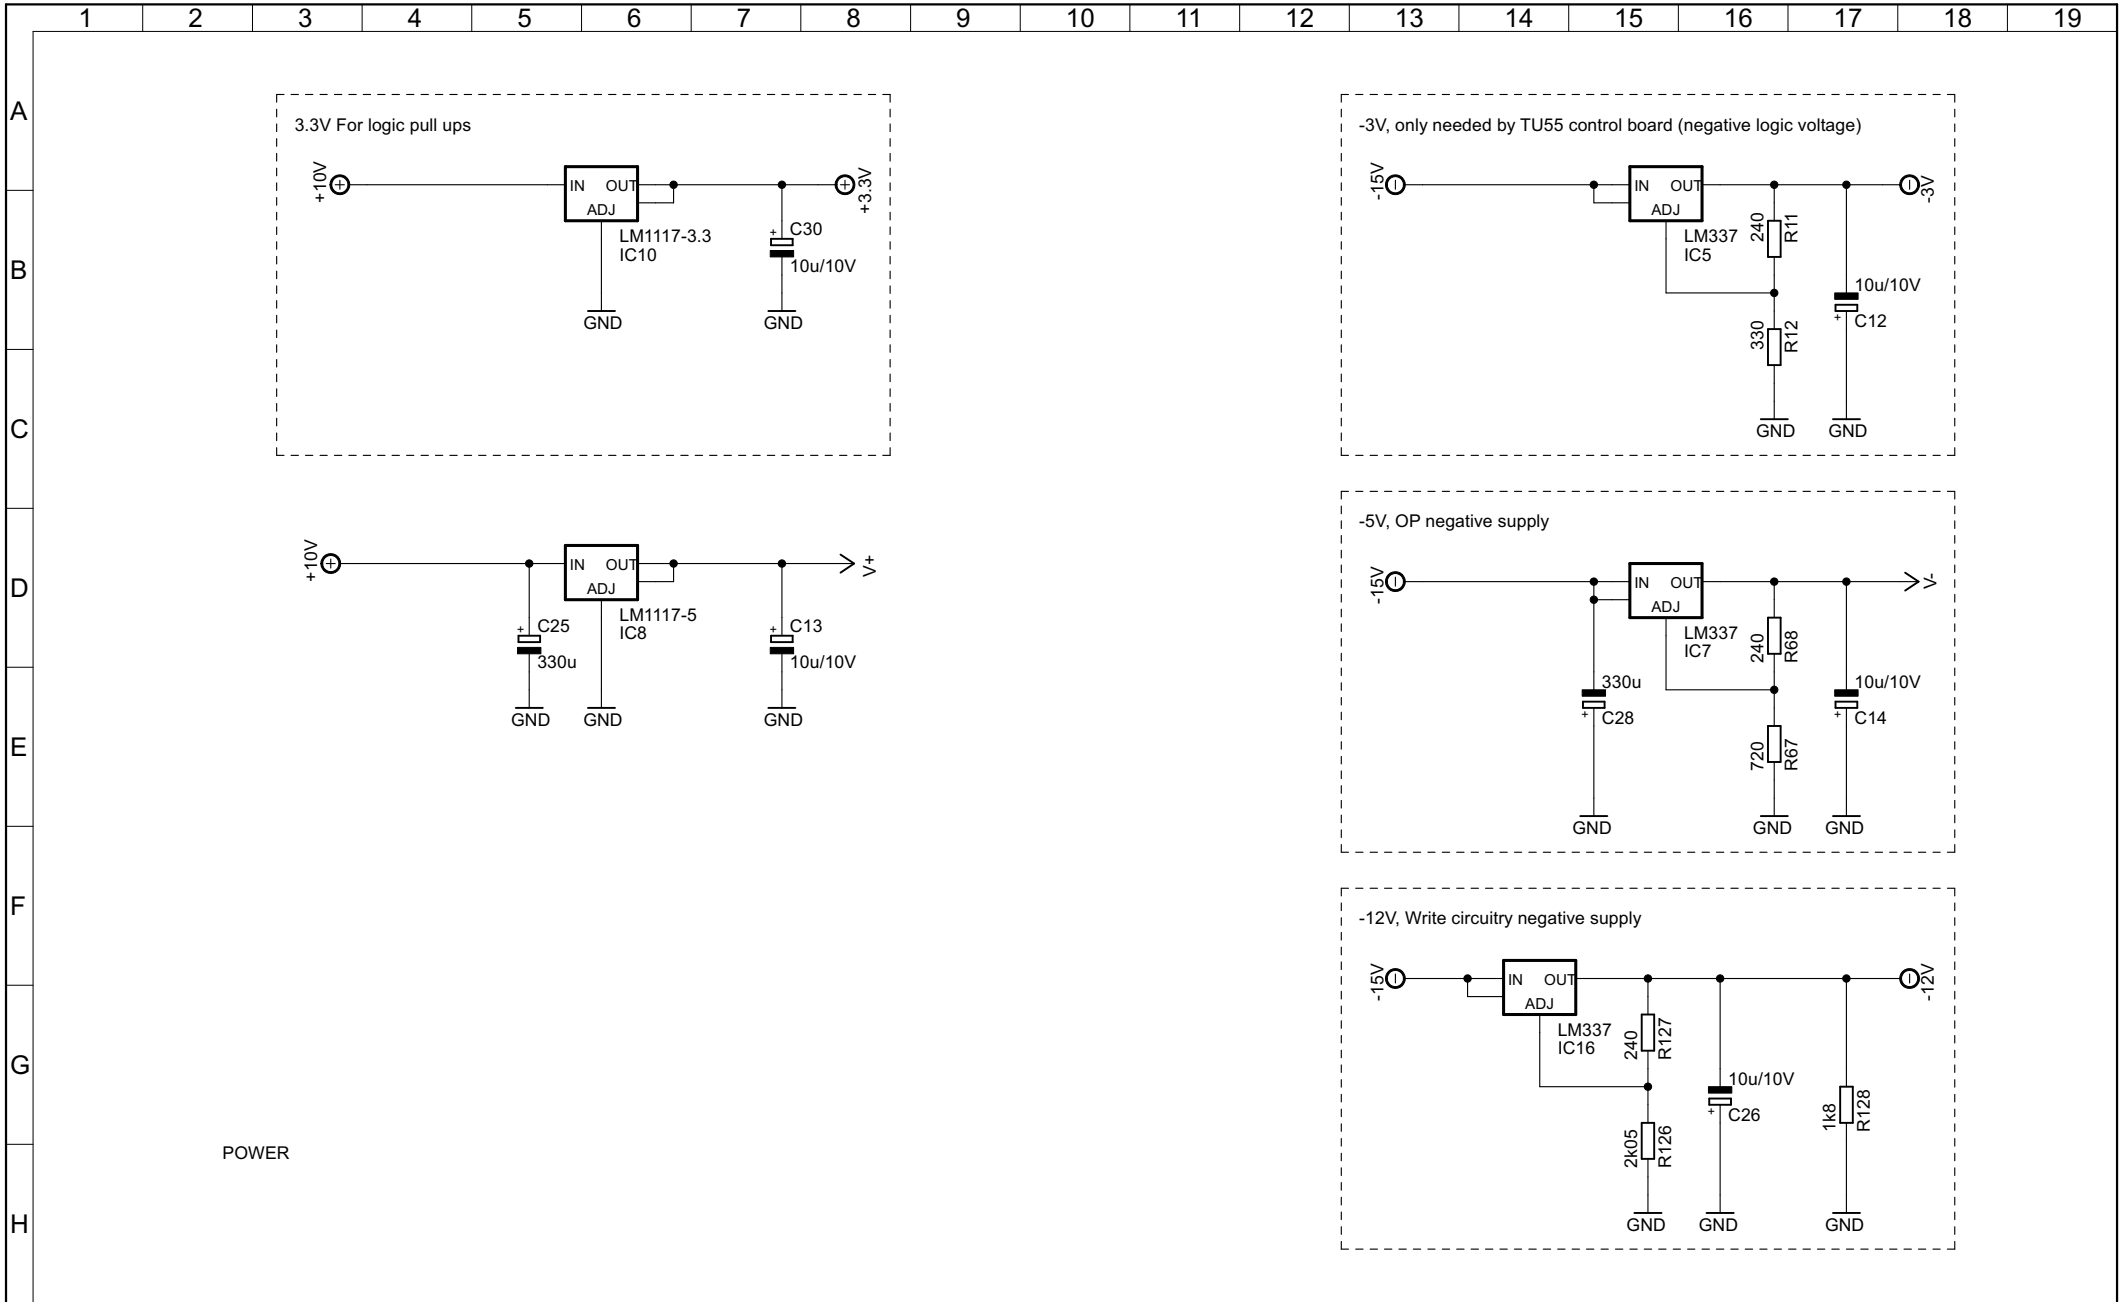 1 2 3 4 5 6 7 8 9 10 11 12 13 14 15 16 17 18 19
A
B
C
D
E
F
G
H
3.3V For logic pull ups
+10V
IN OUT
ADJ
LM1117-3.3
IC10
+3.3V
C30
+
10u/10V
GND
GND
-3V, only needed by TU55 control board (negative logic voltage)
-15V
IN OUT
ADJ
LM337
IC5
-3V
240
R11
330
R12
10u/10V
+
C12
GND
GND
+10V
IN OUT
ADJ
LM1117-5
IC8
V+
+
C25
330u
+
C13
10u/10V
GND
GND
GND
-5V, OP negative supply
-15V
IN OUT
ADJ
LM337
IC7
V-
240
R68
720
R67
330u
+
C28
10u/10V
+
C14
GND
GND
GND
-12V, Write circuitry negative supply
-15V
IN OUT
ADJ
LM337
IC16
-12V
240
R127
2k05
R126
10u/10V
+
C26
1k8
R128
GND
GND
GND
POWER